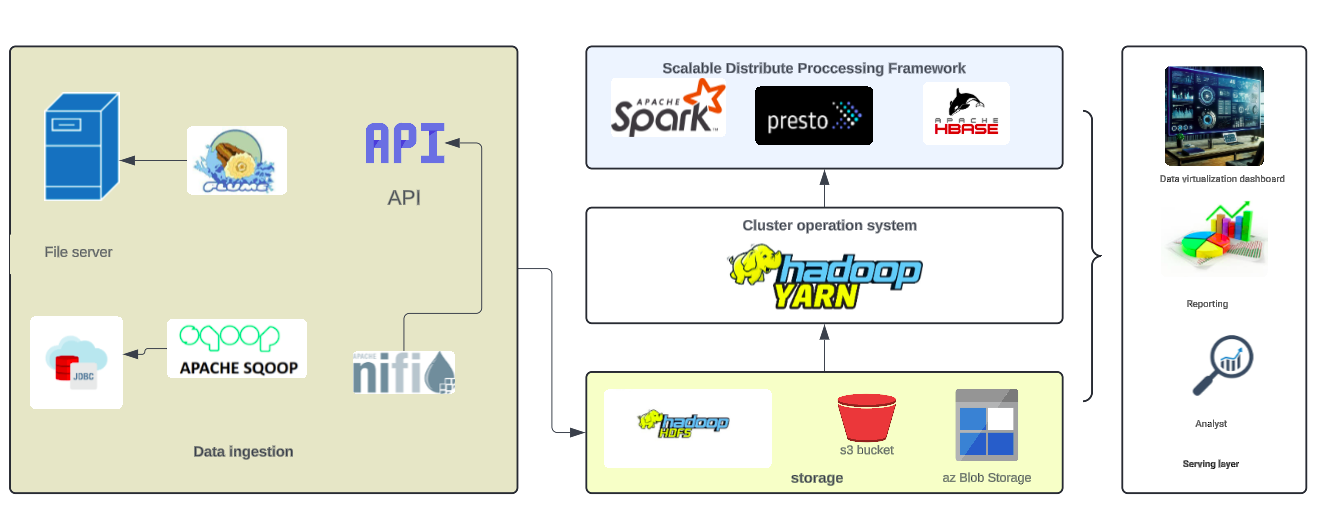 FLUME
API
API
File server
JDBC
sqoop
APACHE SQOOP
APACHE
nifi
Data ingestion
Scalable Distribute Proccessing Framework
APACHE
Spark
TM
presto
APACHE
HBASE
Cluster operation system
hadoop
YARN
hadoop
HDFS
s3 bucket
storage
az Blob Storage
Data virtualization dashboard
Reporting
Analyst
Serving layer